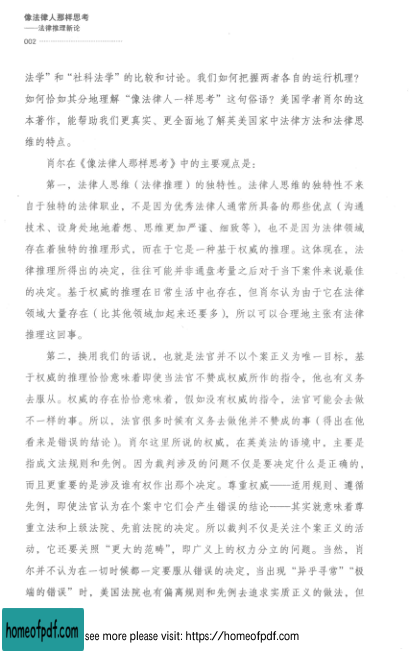 像法律人那样思考
——法律推理新论
002
法学”和“社科法学”的比较和讨论。我们如何把握两者各自的运行机理？
如何恰如其分地理解“像法律人一样思考”这句俗语？美国学者肖尔的这
本著作，能帮助我们更真实、更全面地了解英美国家中法律方法和法律思
维的特点。
肖尔在《像法律人那样思考》中的主要观点是：
第一，法律人思维（法律推理）的独特性。法律人思维的独特性不来
自于独特的法律职业，不是因为优秀法律人通常所具备的那些优点（沟通
技术、设身处地地着想、思维更加严谨、细致等），也不是因为法律领域
存在着独特的推理形式，而在于它是一种基于权威的推理。这体现在，法
律推理所得出的决定，往往可能并非通盘考量之后对于当下案件来说最佳
的决定。基于权威的推理在日常生活中也存在，但肖尔认为由于它在法律
领域大量存在（比其他领域加起来还要多），所以可以合理地主张有法律
推理这回事。
第二，换用我们的话说，也就是法官并不以个案正义为唯一目标，基
于权威的推理恰恰意味着即使当法官不赞成权威所作的指令，他也有义务
去服从。权威的存在恰恰意味着，假如没有权威的指令，法官可能会去做
不一样的事。所以，法官很多时候有义务去做他并不赞成的事（得出在他
看来是错误的结论）。肖尔这里所说的权威，在英美法的语境中，主要是
指成文法规则和先例。因为裁判涉及的问题不仅是要决定什么是正确的，
而且更重要的是涉及谁有权作出那个决定。尊重权威——适用规则、遵循
先例，即使法官认为在个案中它们会产生错误的结论——其实就意味着尊
重立法和上级法院、先前法院的决定。所以裁判不仅是关注个案正义的活
动，它还要关照“更大的范畴”，即广义上的权力分立的问题。当然，肖
尔并不认为在一切时候都一定要服从错误的决定，当出现“异乎寻常”“极
端的错误”时，美国法院也有偏离规则和先例去追求实质正义的做法，但
homeofpdf.com
see more please visit: https://homeofpdf.com